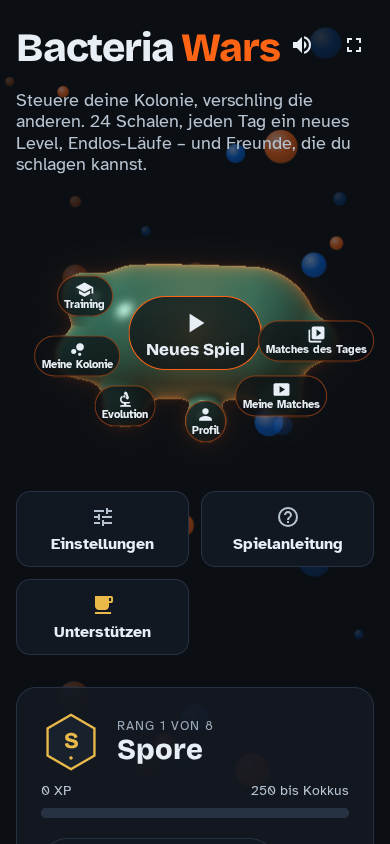 Bacteria Wars
Steuere deine Kolonie, verschling die
anderen. 24 Schalen, jeden Tag ein neues
Level, Endlos-Läufe – und Freunde, die du
schlagen kannst.
Training
Neues Spiel
Matches des Tages
Meine Kolonie
Meine Matches
Evolution
Profil
Einstellungen
Spielanleitung
Unterstützen
S
RANG 1 VON 8
Spore
0 XP
250 bis Kokkus